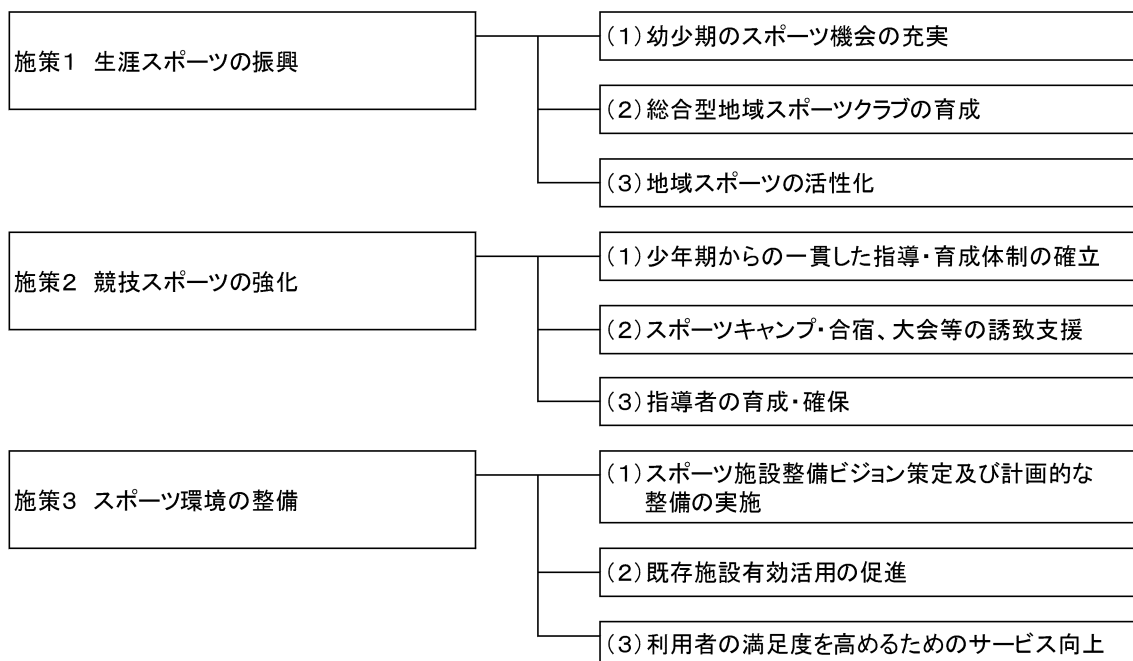 施策1 生涯スポーツの振興
(1)幼少期のスポーツ機会の充実
(2)総合型地域スポーツクラブの育成
(3)地域スポーツの活性化
施策2 競技スポーツの強化
(1)少年期からの一貫した指導・育成体制の確立
(2)スポーツキャンプ・合宿、大会等の誘致支援
(3)指導者の育成・確保
施策3 スポーツ環境の整備
(1)スポーツ施設整備ビジョン策定及び計画的な
整備の実施
(2)既存施設有効活用の促進
(3)利用者の満足度を高めるためのサービス向上